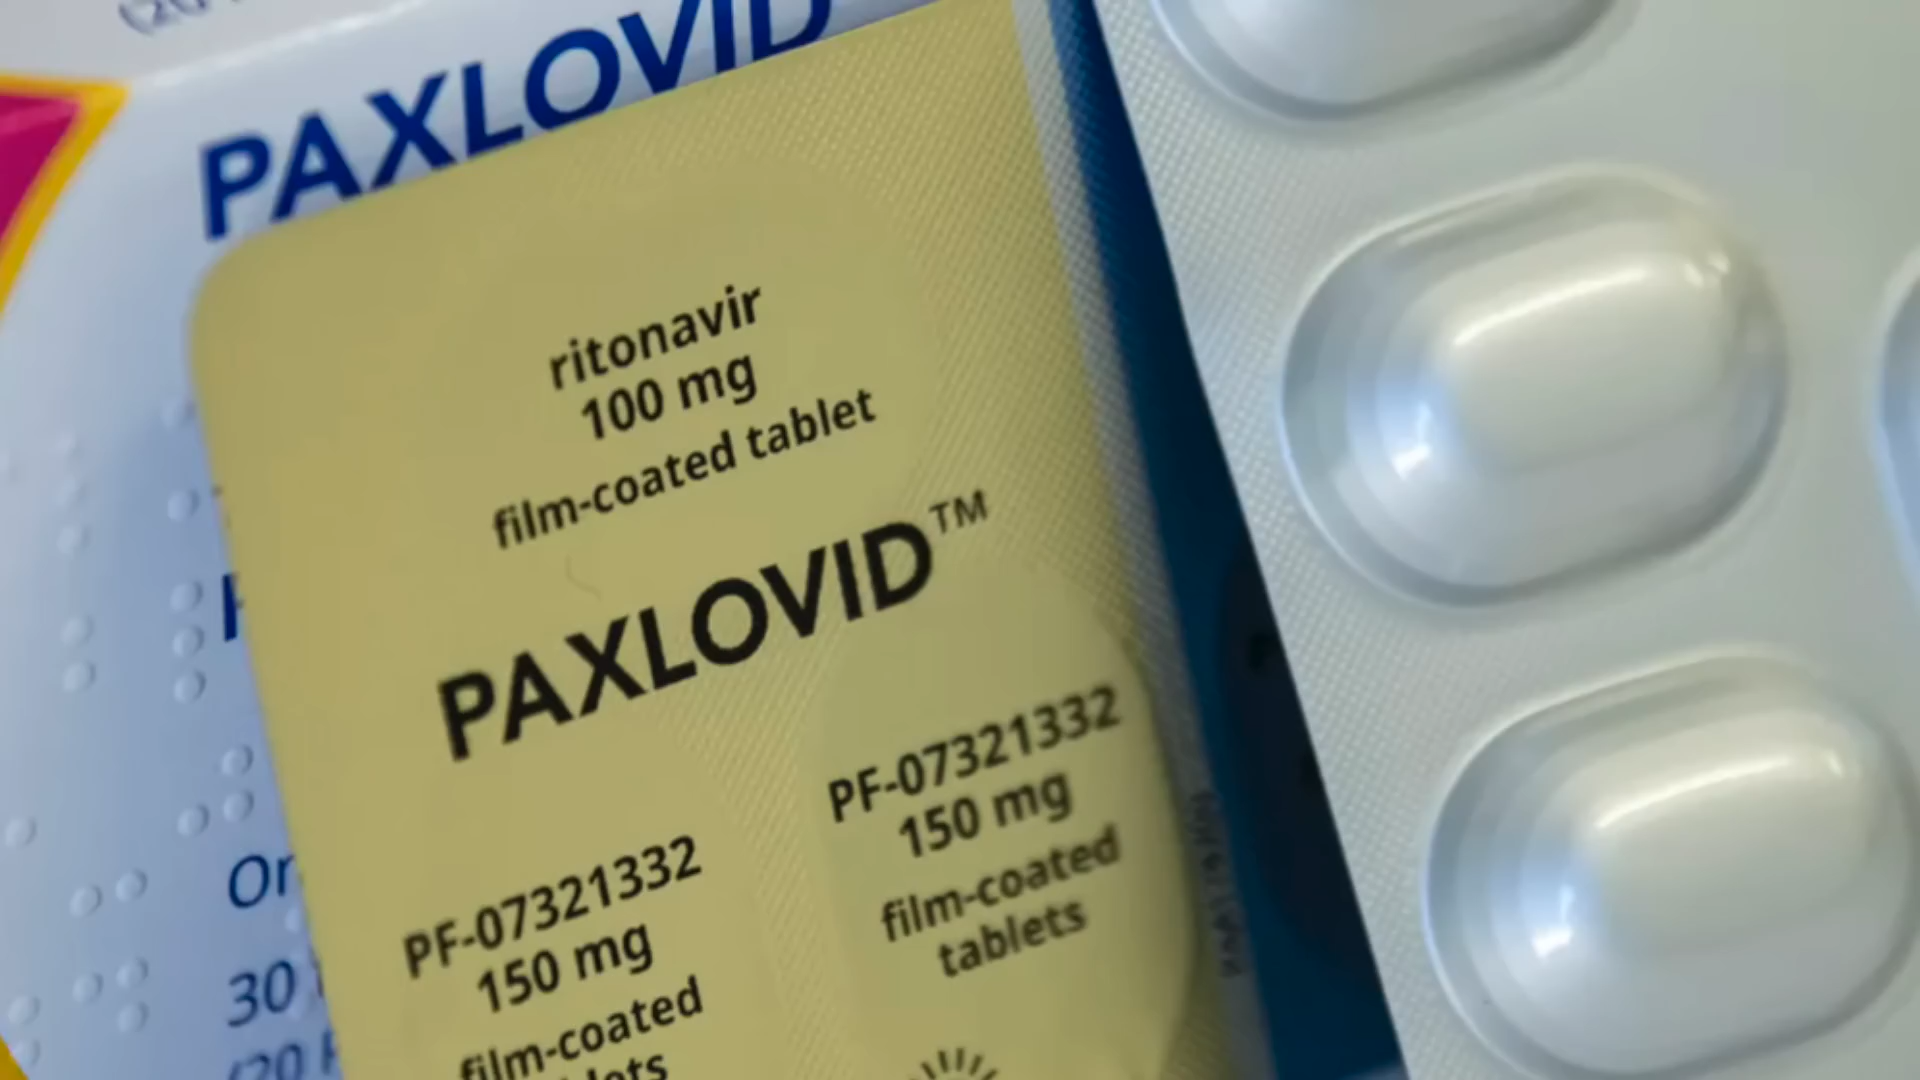 PAXLOVID
ritonavir
100 mg
film-coated tablet
PAXLOVID™
PF-07321332
150 mg
film-coated
tablets
PF-07321332
150 mg
film-coated
30
(20